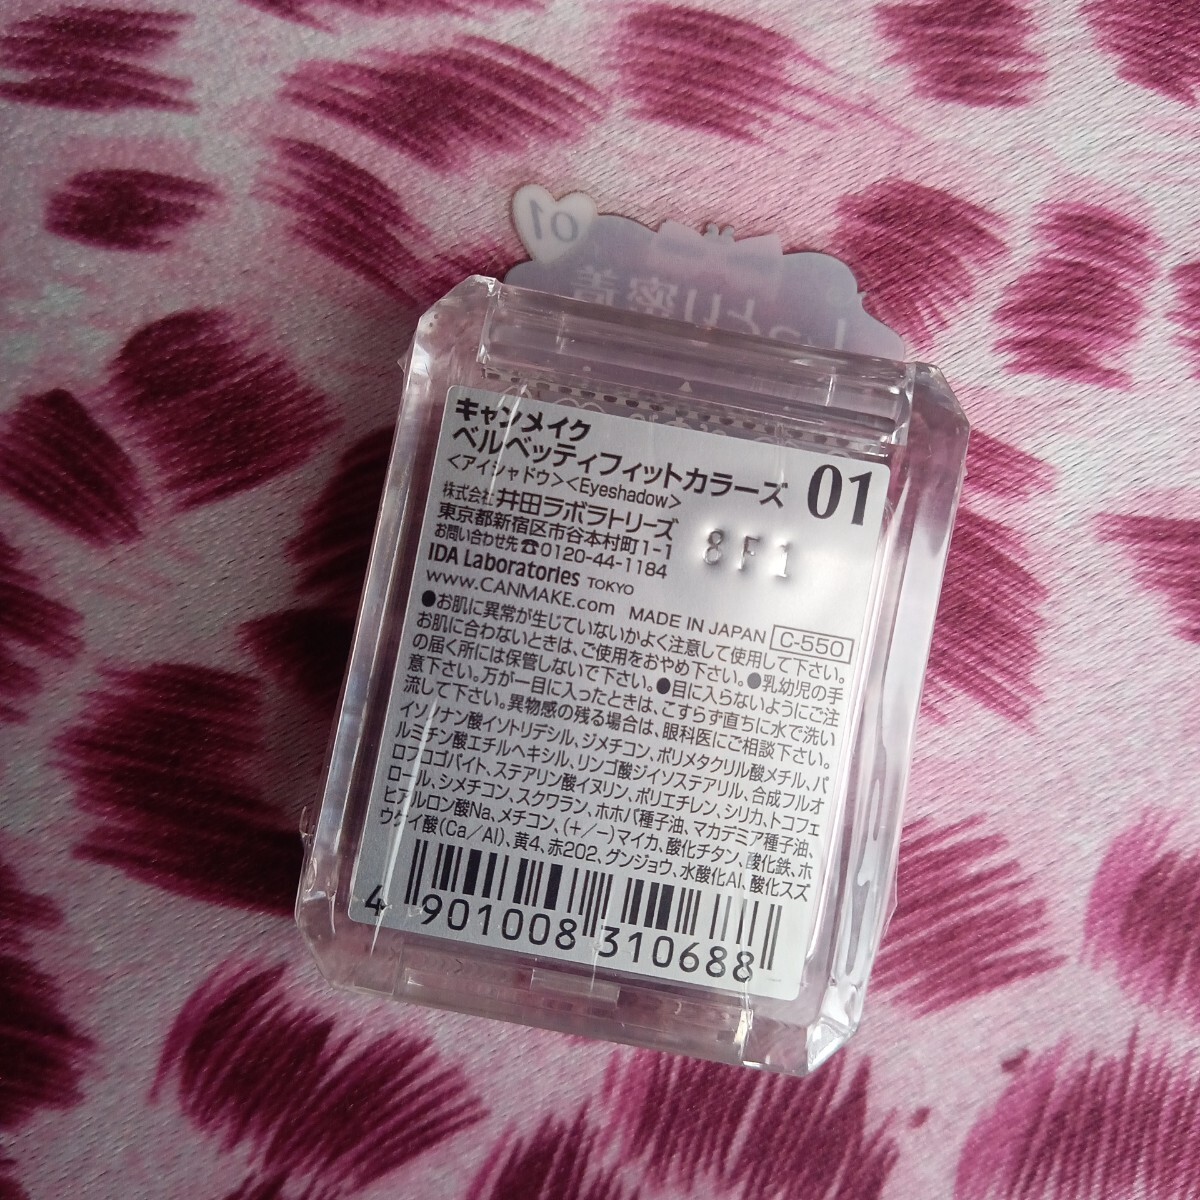 01
しっとり密着
キャンメイク
ベルベッティフィットカラーズ 01
<アイシャドウ><Eyeshadow>
株式会社 井田ラボラトリーズ
東京都新宿区市谷本村町1-1
お問い合わせ先☎0120-44-1184
8F1
IDA Laboratories TOKYO
WWW.CANMAKE.com MADE IN JAPAN C-550
●お肌に異常が生じていないかよく注意して使用して下さい。
お肌に合わないときは、ご使用をおやめ下さい。●乳幼児の手
の届く所には保管しないで下さい。●目に入らないようにご注
意下さい。万が一目に入ったときは、こすらず直ちに水で洗い
流して下さい。異物感の残る場合は、眼科医にご相談下さい。
イソノナン酸イソトリデシル、ジメチコン、ポリメタクリル酸メチル、パ
ルミチン酸エチルヘキシル、リンゴ酸ジイソステアリル、合成フルオ
ロフロゴパイト、ステアリン酸イヌリン、ポリエチレン、シリカ、トコフェ
ロール、シメチコン、スクワラン、ホホバ種子油、マカデミア種子油、
ヒアルロン酸Na、メチコン、(+/−)マイカ、酸化チタン、酸化鉄、ホ
ウケイ酸(Ca/Al)、黄4、赤202、グンジョウ、水酸化Al、酸化スズ
4 901008 310688